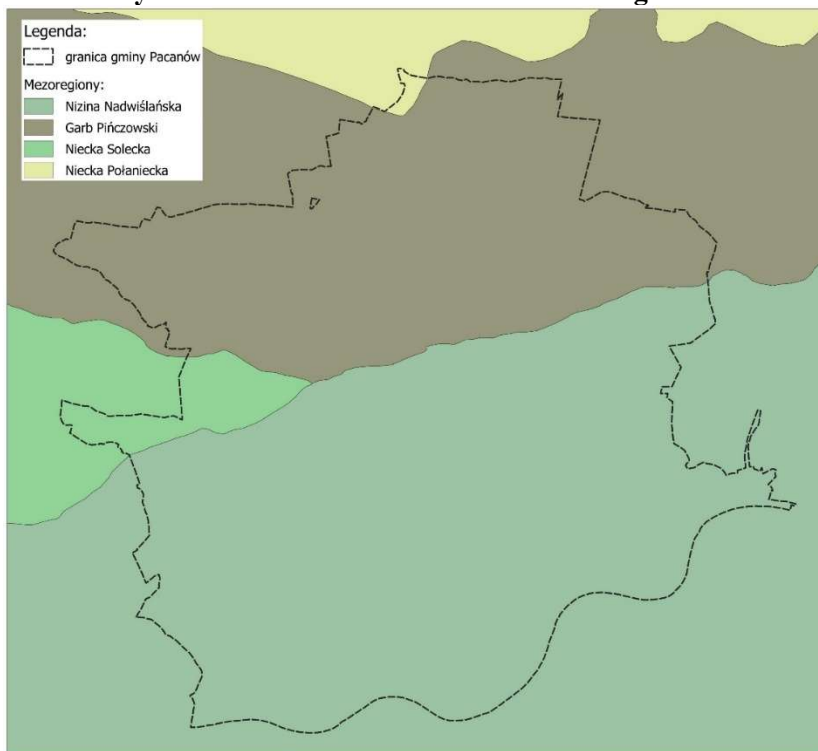 Legenda:
granica gminy Pacanów
Mezoregiony:
Nizina Nadwiślańska
Garb Pińczowski
Niecka Solecka
Niecka Połaniecka